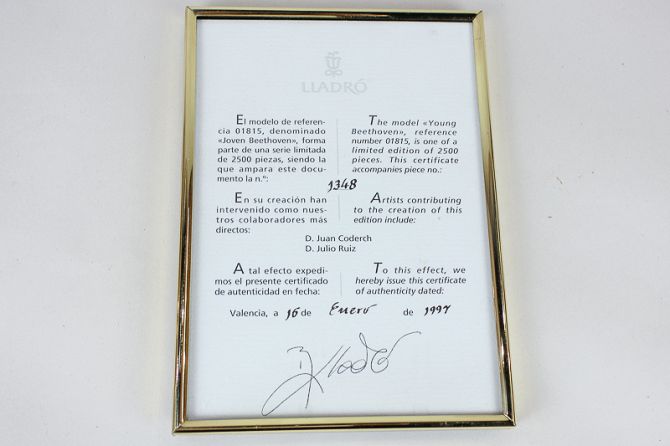 LLADRÓ
El modelo de referen-
cia 01815, denominado
«Joven Beethoven», forma
parte de una serie limitada
de 2500 piezas, siendo la
que ampara este docu-
mento la n.º:
The model «Young
Beethoven», reference
number 01815, is one of a
limited edition of 2500
pieces. This certificate
accompanies piece no.:
1348
En su creación han
intervenido como nues-
tros colaboradores más
directos:
Artists contributing
to the creation of this
edition include:
D. Juan Coderch
D. Julio Ruiz
A tal efecto expedi-
mos el presente certificado
de autenticidad en fecha:
To this effect, we
hereby issue this certificate
of authenticity dated:
Valencia, a 16 de Enero de 1997
Lladró